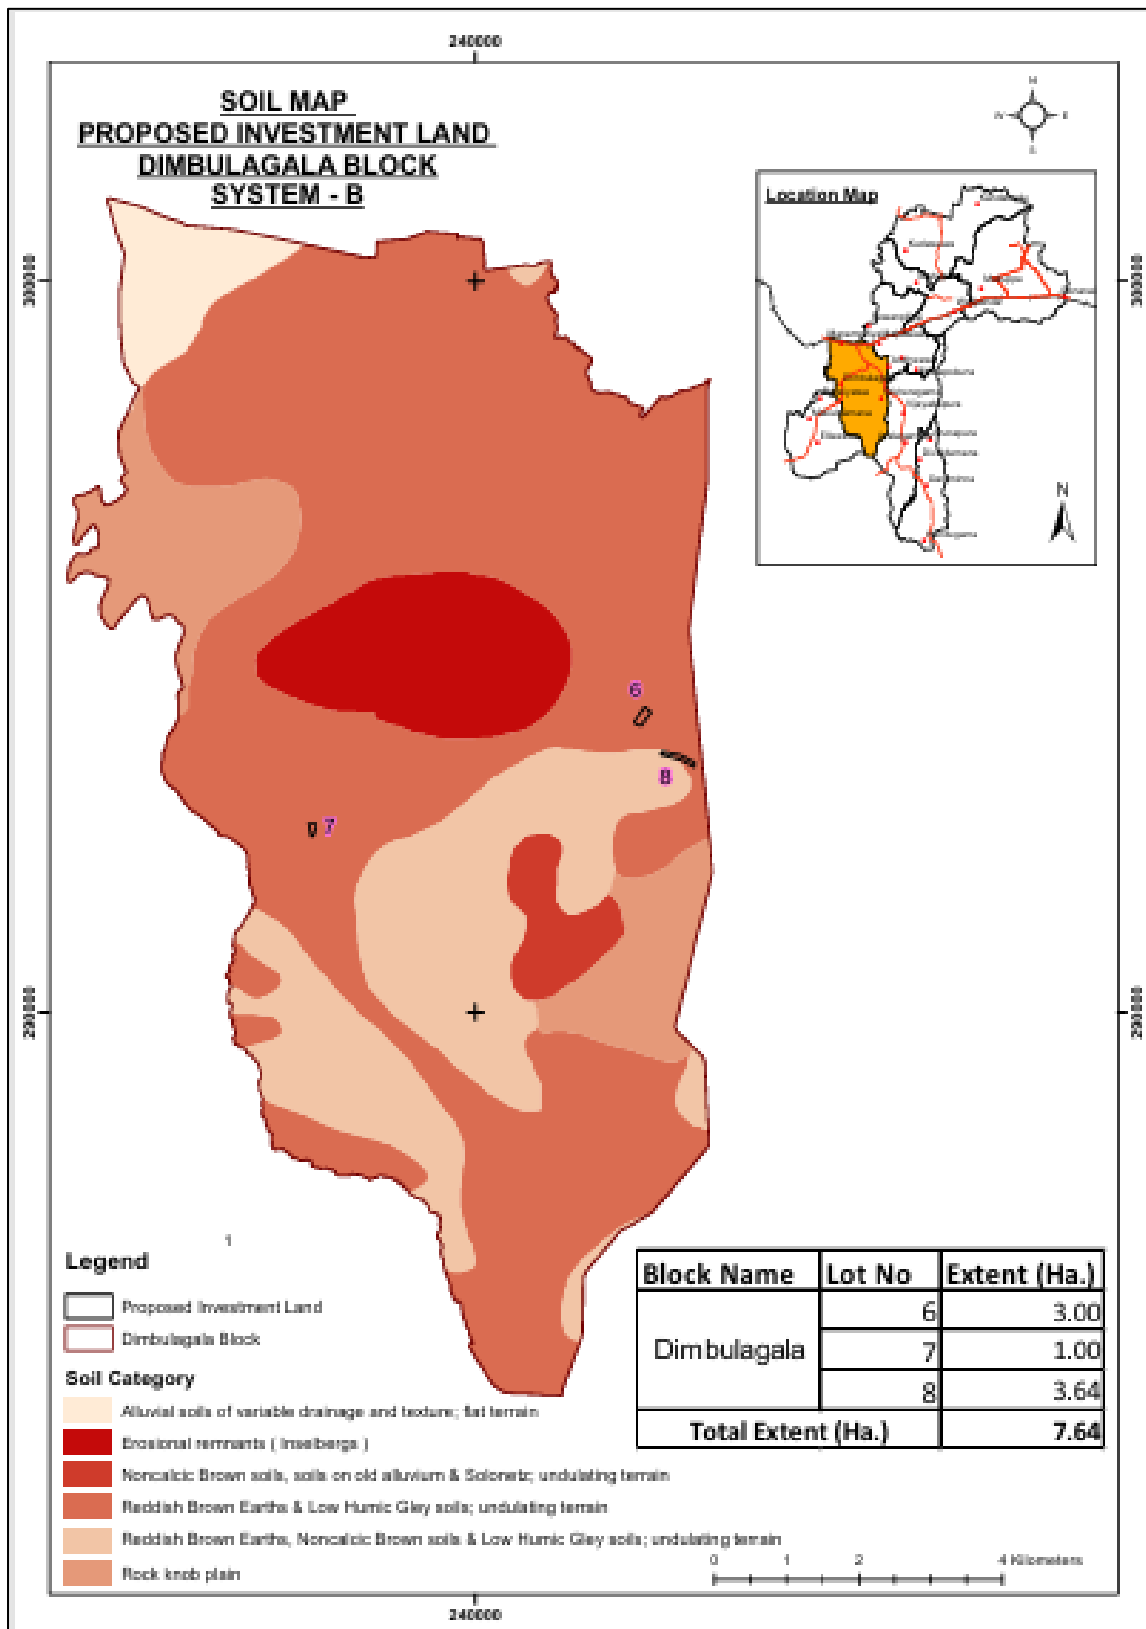 240000
SOIL MAP
PROPOSED INVESTMENT LAND
DIMBULAGALA BLOCK
SYSTEM - B
N
W
E
S
Location Map
N
300000
300000
6
8
7
290000
290000
1
Legend
Proposed Investment Land
Dimbulagala Block
Soil Category
Alluvial soils of variable drainage and texture; flat terrain
Erosional remnants ( Inselbergs )
Noncalcic Brown soils, soils on old alluvium & Solonetz; undulating terrain
Reddish Brown Earths & Low Humic Gley soils; undulating terrain
Reddish Brown Earths, Noncalcic Brown soils & Low Humic Gley soils; undulating terrain
Rock knob plain
Block Name Lot No Extent (Ha.)
Dimbulagala 6 3.00
7 1.00
8 3.64
Total Extent (Ha.) 7.64
0 1 2 4 Kilometers
240000